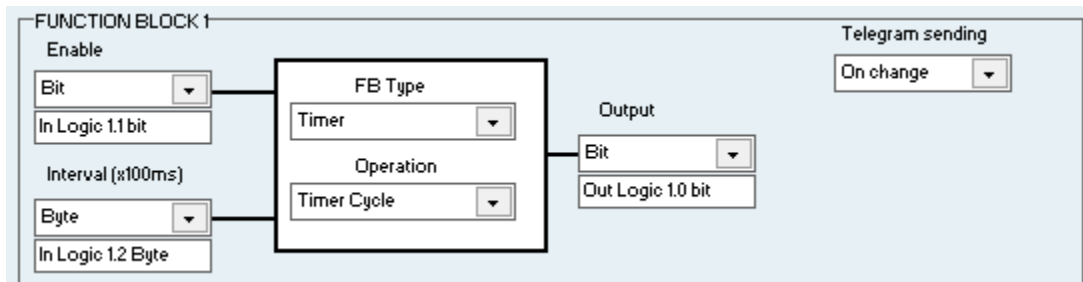 FUNCTION BLOCK 1
Telegram sending
On change
Enable
Bit
In Logic 1.1 bit
Interval (x100ms)
Byte
In Logic 1.2 Byte
FB Type
Timer
Operation
Timer Cycle
Output
Bit
Out Logic 1.0 bit